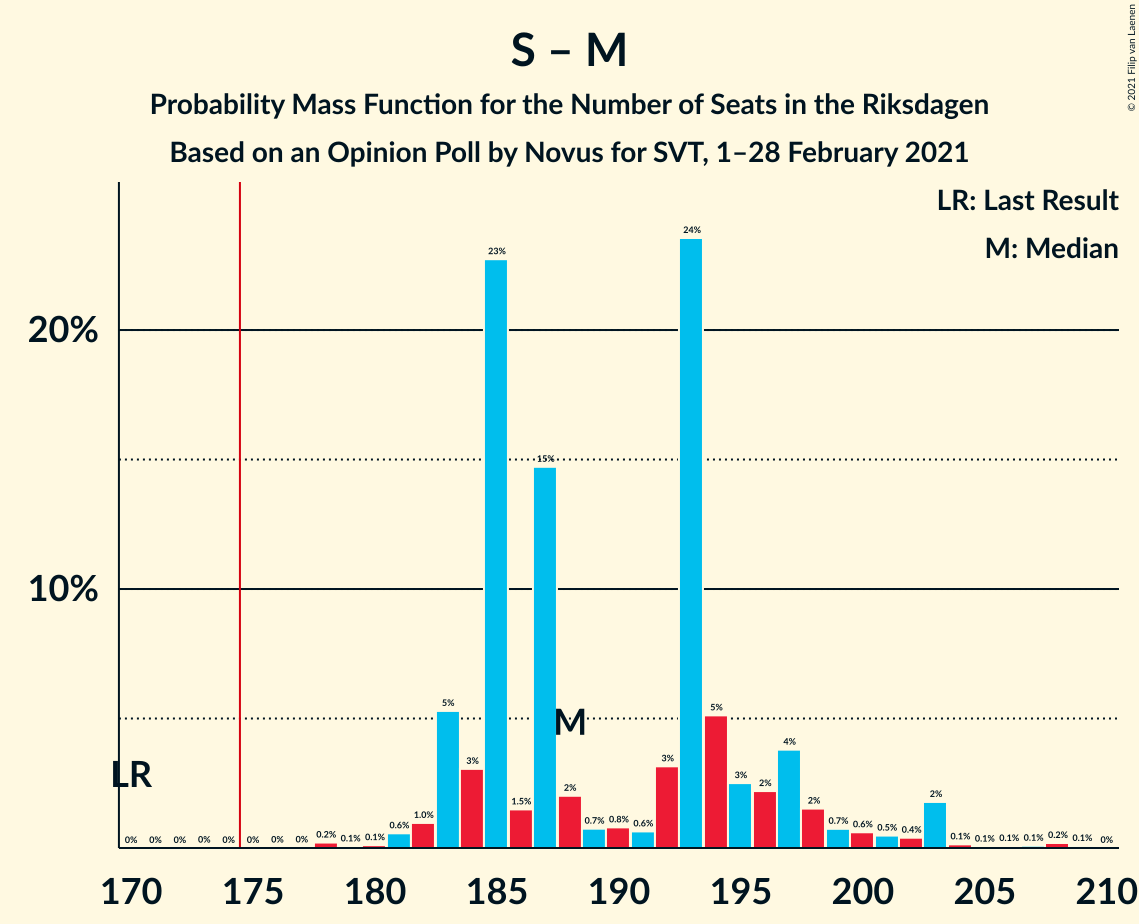 S – M
Probability Mass Function for the Number of Seats in the Riksdagen
Based on an Opinion Poll by Novus for SVT, 1–28 February 2021
© 2021 Filip van Laenen
LR: Last Result
M: Median
20%
10%
LR
M
0% 0% 0% 0% 0% 0% 0% 0% 0.2% 0.1% 0.1% 0.6% 1.0% 5% 3% 23% 1.5% 15% 2% 0.7% 0.8% 0.6% 3% 24% 5% 3% 2% 4% 2% 0.7% 0.6% 0.5% 0.4% 2% 0.1% 0.1% 0.1% 0.1% 0.2% 0.1% 0%
170 175 180 185 190 195 200 205 210